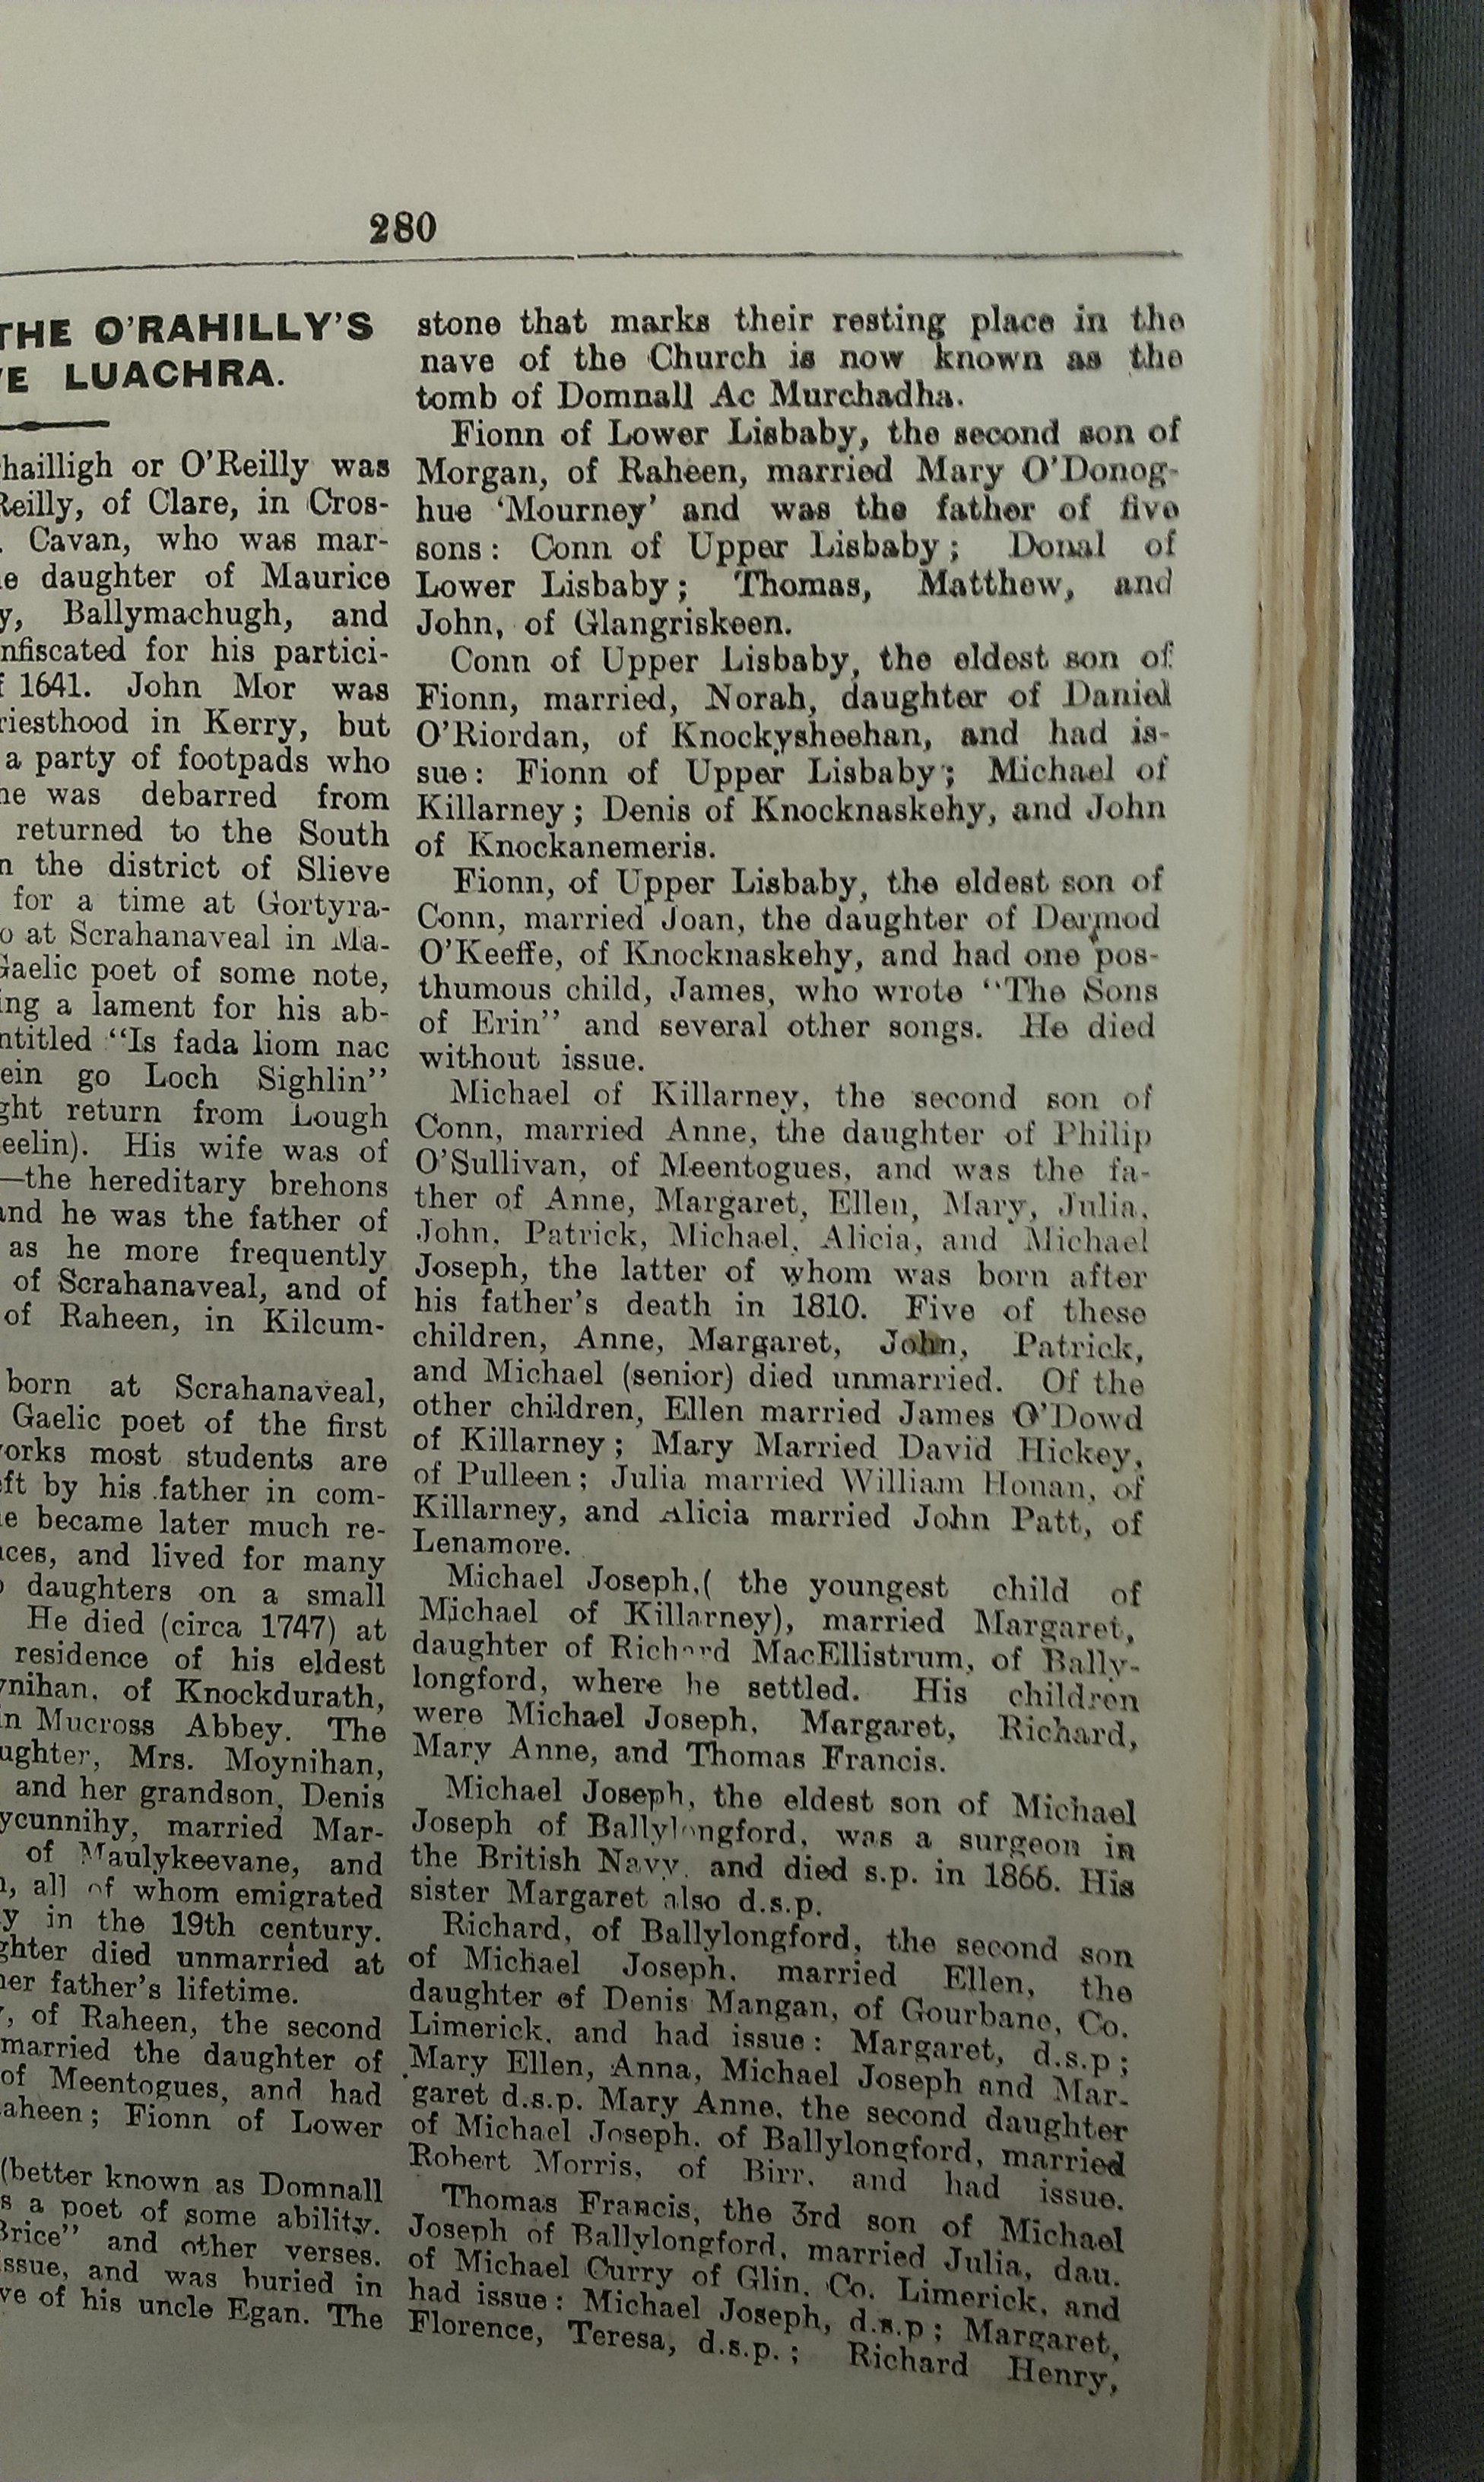 280
THE O'RAHILLY'S
E LUACHRA.
hailligh or O'Reilly was
Reilly, of Clare, in Cros-
. Cavan, who was mar-
e daughter of Maurice
y, Ballymachugh, and
nfiscated for his partici-
f 1641. John Mor was
riesthood in Kerry, but
a party of footpads who
he was debarred from
returned to the South
n the district of Slieve
for a time at Gortyra-
o at Scrahanaveal in Ma-
Gaelic poet of some note,
ing a lament for his ab-
ntitled "Is fada liom nac
ein go Loch Sighlin"
ght return from Lough
eelin). His wife was of
—the hereditary brehons
and he was the father of
as he more frequently
of Scrahanaveal, and of
of Raheen, in Kilcum-
born at Scrahanaveal,
Gaelic poet of the first
works most students are
eft by his father in com-
e became later much re-
nces, and lived for many
o daughters on a small
He died (circa 1747) at
residence of his eldest
ynihan, of Knockdurath,
in Mucross Abbey. The
ughter, Mrs. Moynihan,
and her grandson, Denis
ycunnihy, married Mar-
of Maulykeevane, and
n, all of whom emigrated
y in the 19th century.
ghter died unmarried at
her father's lifetime.
, of Raheen, the second
married the daughter of
of Meentogues, and had
aheen; Fionn of Lower
(better known as Domnall
s a poet of some ability.
Brice" and other verses.
issue, and was buried in
ve of his uncle Egan. The
stone that marks their resting place in the
nave of the Church is now known as the
tomb of Domnall Ac Murchadha.
Fionn of Lower Lisbaby, the second son of
Morgan, of Raheen, married Mary O'Donog-
hue 'Mourney' and was the father of five
sons: Conn of Upper Lisbaby; Donal of
Lower Lisbaby; Thomas, Matthew, and
John, of Glangriskeen.
Conn of Upper Lisbaby, the eldest son of
Fionn, married, Norah, daughter of Daniel
O'Riordan, of Knockysheehan, and had is-
sue: Fionn of Upper Lisbaby; Michael of
Killarney; Denis of Knocknaskehy, and John
of Knockanemeris.
Fionn, of Upper Lisbaby, the eldest son of
Conn, married Joan, the daughter of Dermod
O'Keeffe, of Knocknaskehy, and had one pos-
thumous child, James, who wrote "The Sons
of Erin" and several other songs. He died
without issue.
Michael of Killarney, the second son of
Conn, married Anne, the daughter of Philip
O'Sullivan, of Meentogues, and was the fa-
ther of Anne, Margaret, Ellen, Mary, Julia,
John, Patrick, Michael, Alicia, and Michael
Joseph, the latter of whom was born after
his father's death in 1810. Five of these
children, Anne, Margaret, John, Patrick,
and Michael (senior) died unmarried. Of the
other children, Ellen married James O'Dowd
of Killarney; Mary Married David Hickey,
of Pulleen; Julia married William Honan, of
Killarney, and Alicia married John Patt, of
Lenamore.
Michael Joseph,( the youngest child of
Michael of Killarney), married Margaret,
daughter of Richard MacEllistrum, of Bally-
longford, where he settled. His children
were Michael Joseph, Margaret, Richard,
Mary Anne, and Thomas Francis.
Michael Joseph, the eldest son of Michael
Joseph of Ballylongford, was a surgeon in
the British Navy, and died s.p. in 1866. His
sister Margaret also d.s.p.
Richard, of Ballylongford, the second son
of Michael Joseph, married Ellen, the
daughter of Denis Mangan, of Gourbane, Co.
Limerick, and had issue: Margaret, d.s.p;
Mary Ellen, Anna, Michael Joseph and Mar-
garet d.s.p. Mary Anne, the second daughter
of Michael Joseph, of Ballylongford, married
Robert Morris, of Birr, and had issue.
Thomas Francis, the 3rd son of Michael
Joseph of Ballylongford, married Julia, dau.
of Michael Curry of Glin, Co. Limerick, and
had issue: Michael Joseph, d.s.p; Margaret,
Florence, Teresa, d.s.p.; Richard Henry,